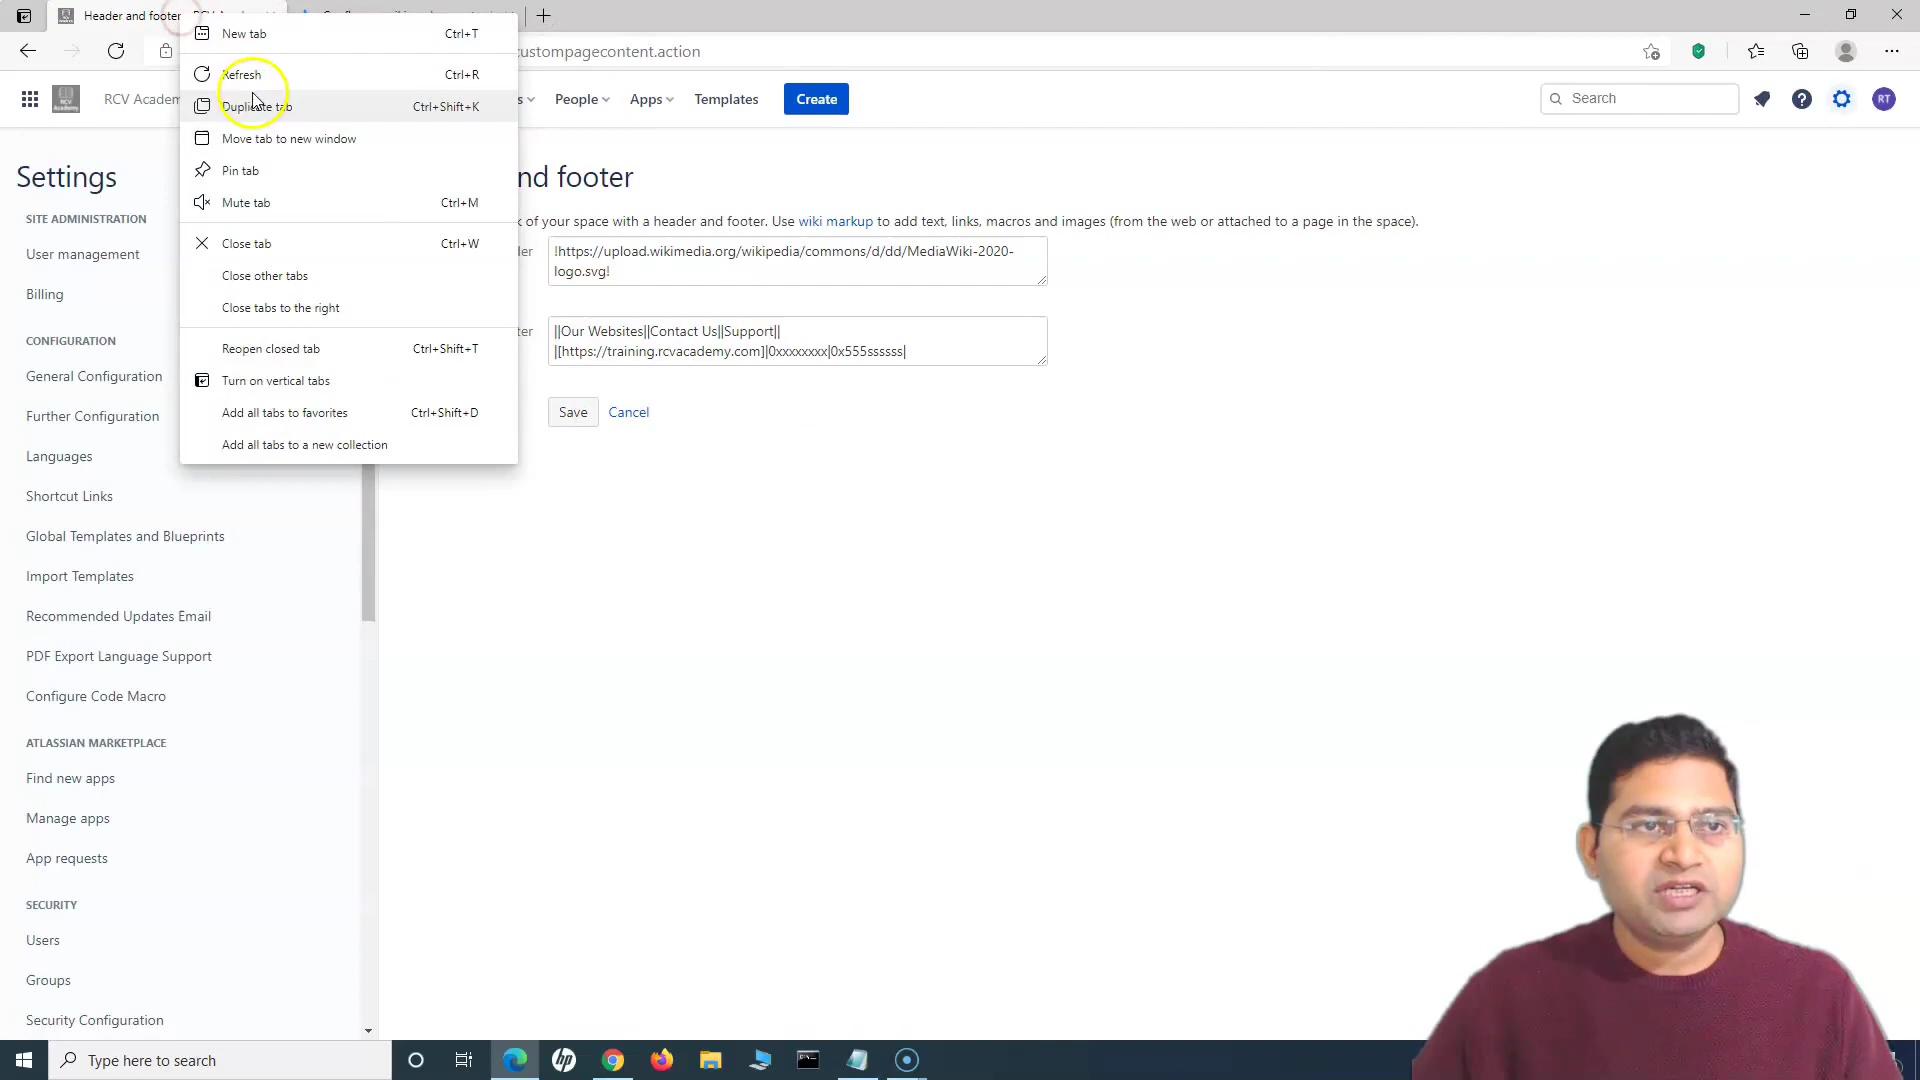 Header and footer
New tab Ctrl+T
custompagecontent.action
Refresh Ctrl+R
RCV Academ
People
Apps
Templates
Create
Search
RT
Duplicate tab Ctrl+Shift+K
Move tab to new window
Pin tab
Mute tab Ctrl+M
Close tab Ctrl+W
Close other tabs
Close tabs to the right
Reopen closed tab Ctrl+Shift+T
Turn on vertical tabs
Add all tabs to favorites Ctrl+Shift+D
Add all tabs to a new collection
Settings
SITE ADMINISTRATION
User management
Billing
CONFIGURATION
General Configuration
Further Configuration
Languages
Shortcut Links
Global Templates and Blueprints
Import Templates
Recommended Updates Email
PDF Export Language Support
Configure Code Macro
ATLASSIAN MARKETPLACE
Find new apps
Manage apps
App requests
SECURITY
Users
Groups
Security Configuration
nd footer
k of your space with a header and footer. Use wiki markup to add text, links, macros and images (from the web or attached to a page in the space).
der
!https://upload.wikimedia.org/wikipedia/commons/d/dd/MediaWiki-2020-
logo.svg!
ter
||Our Websites||Contact Us||Support||
|[https://training.rcvacademy.com]|0xxxxxxxx|0x555ssssss|
Save Cancel
Type here to search